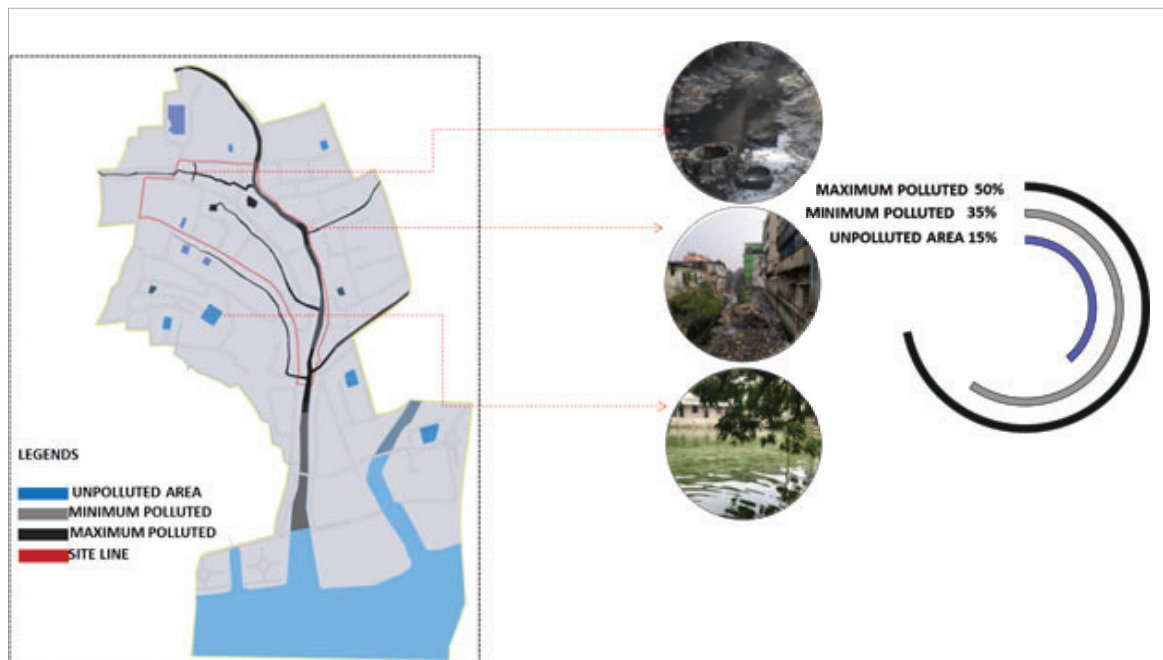 MAXIMUM POLLUTED 50%
MINIMUM POLLUTED 35%
UNPOLLUTED AREA 15%
LEGENDS
UNPOLLUTED AREA
MINIMUM POLLUTED
MAXIMUM POLLUTED
SITE LINE